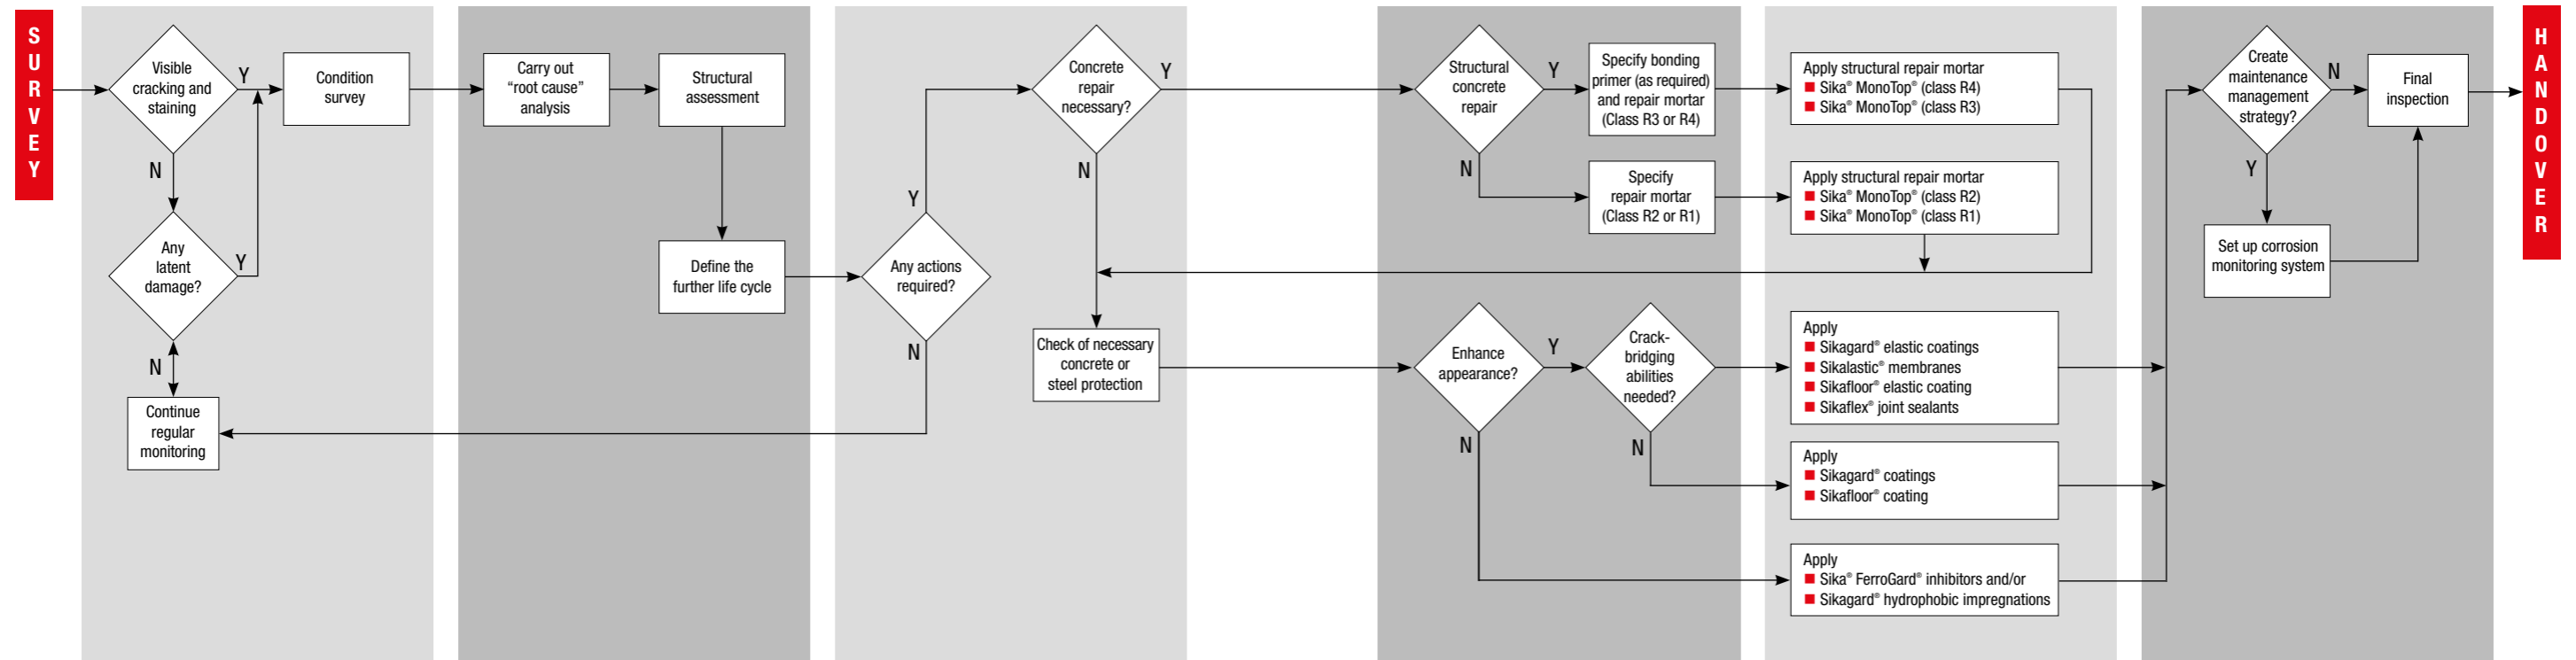 SURVEY
Visible
cracking and
staining
Y
N
Condition
survey
Any
latent
damage?
Y
N
Continue
regular
monitoring
Carry out
“root cause”
analysis
Structural
assessment
Define the
further life cycle
Any actions
required?
Y
N
Concrete
repair
necessary?
Y
N
Check of necessary
concrete or
steel protection
Structural
concrete
repair
Y
N
Specify bonding
primer (as required)
and repair mortar
(Class R3 or R4)
Specify
repair mortar
(Class R2 or R1)
Apply structural repair mortar
■ Sika® MonoTop® (class R4)
■ Sika® MonoTop® (class R3)
Apply structural repair mortar
■ Sika® MonoTop® (class R2)
■ Sika® MonoTop® (class R1)
Enhance
appearance?
Y
N
Crack-
bridging
abilities
needed?
N
Apply
■ Sikagard® elastic coatings
■ Sikalastic® membranes
■ Sikafloor® elastic coating
■ Sikaflex® joint sealants
Apply
■ Sikagard® coatings
■ Sikafloor® coating
Apply
■ Sika® FerroGard® inhibitors and/or
■ Sikagard® hydrophobic impregnations
Create
maintenance
management
strategy?
N
Y
Final
inspection
Set up corrosion
monitoring system
HANDOVER